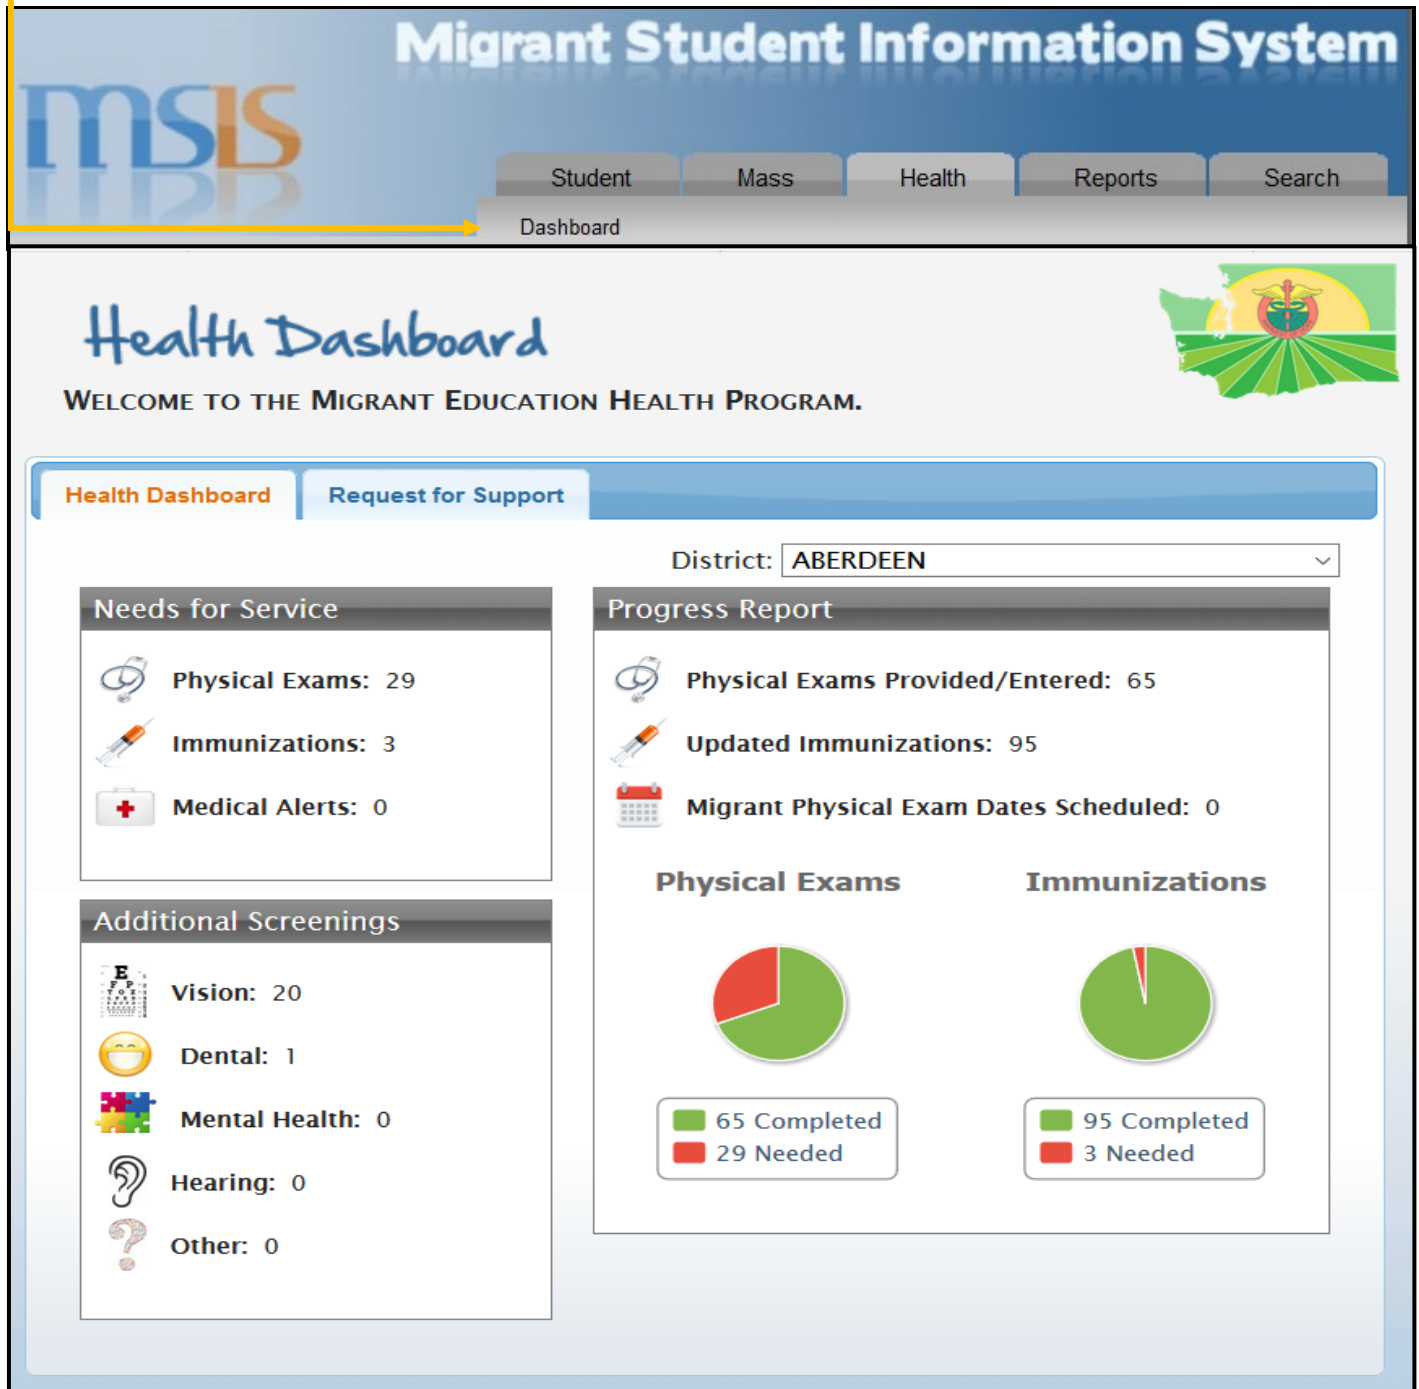 Migrant Student Information System
msis
Student Mass Health Reports Search
Dashboard
Health Dashboard
WELCOME TO THE MIGRANT EDUCATION HEALTH PROGRAM.
Health Dashboard Request for Support
District: ABERDEEN
Needs for Service
Physical Exams: 29
Immunizations: 3
Medical Alerts: 0
Additional Screenings
Vision: 20
Dental: 1
Mental Health: 0
Hearing: 0
Other: 0
Progress Report
Physical Exams Provided/Entered: 65
Updated Immunizations: 95
Migrant Physical Exam Dates Scheduled: 0
Physical Exams
65 Completed
29 Needed
Immunizations
95 Completed
3 Needed